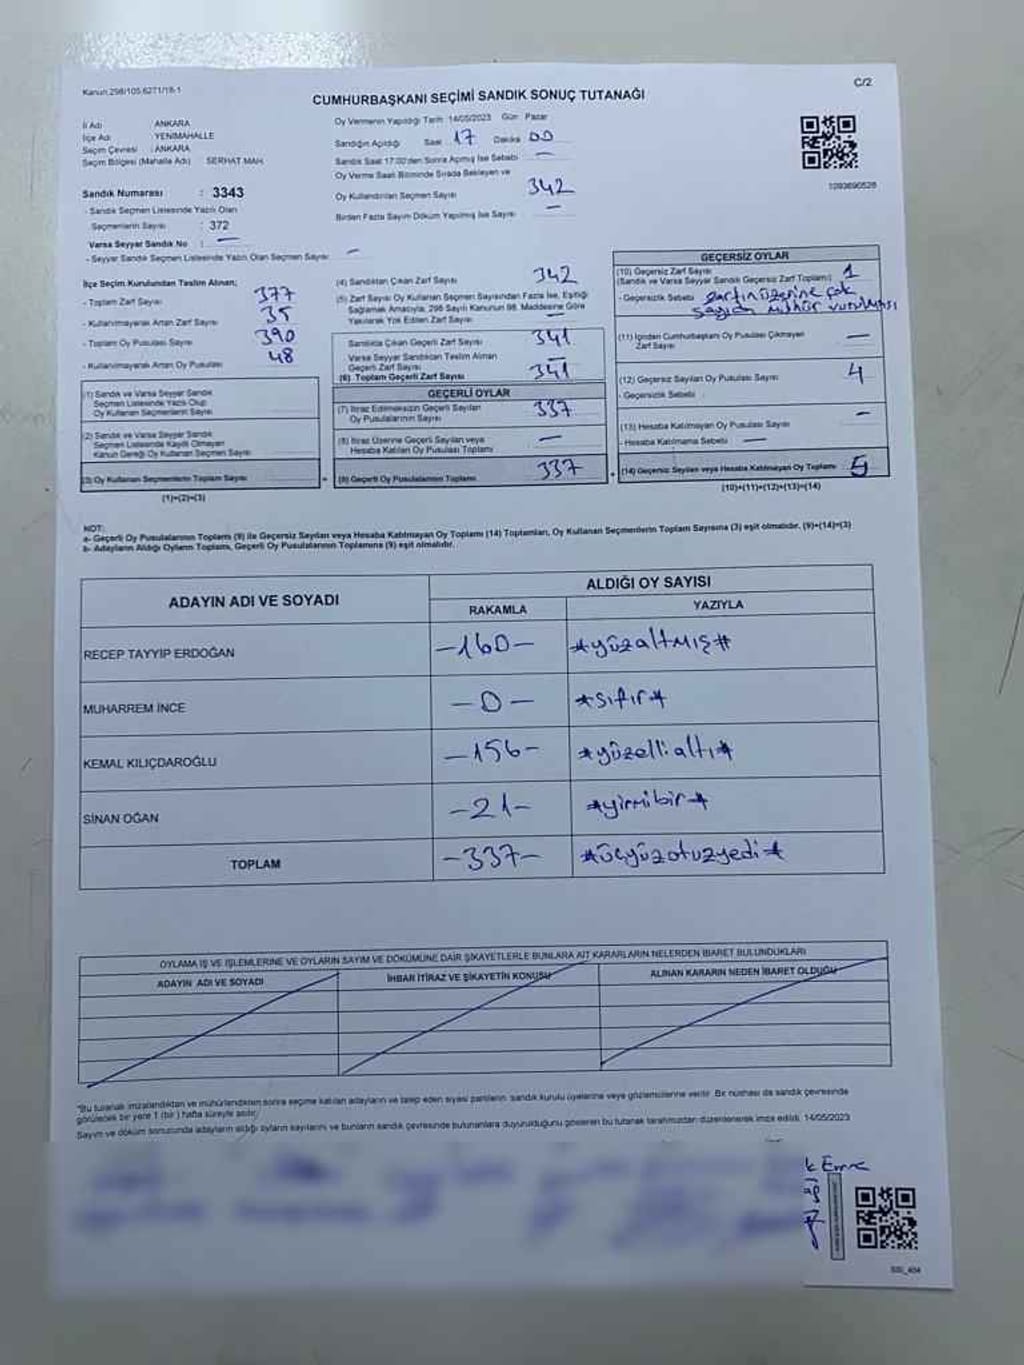 Kanun 298/105,6271/18-1
C/2
CUMHURBAŞKANI SEÇİMİ SANDIK SONUÇ TUTANAĞI
İl Adı ANKARA
İlçe Adı YENİMAHALLE
Seçim Çevresi : ANKARA
Seçim Bölgesi (Mahalle Adı) SERHAT MAH.
Sandık Numarası : 3343
- Sandık Seçmen Listesinde Yazılı Olan
Seçmenlerin Sayısı : 372
Varsa Seyyar Sandık No : —
- Seyyar Sandık Seçmen Listesinde Yazılı Olan Seçmen Sayısı —
Oy Vermenin Yapıldığı Tarih 14/05/2023 Gün Pazar
Sandığın Açıldığı Saat 17 Dakika 00
Sandık Saat 17:00'den Sonra Açılmış İse Sebebi —
Oy Verme Saati Bitiminde Sırada Bekleyen ve
Oy Kullandırılan Seçmen Sayısı 342
Birden Fazla Sayım Döküm Yapılmış İse Sayısı —
1093690528
İlçe Seçim Kurulundan Teslim Alınan;
- Toplam Zarf Sayısı 377
- Kullanılmayarak Artan Zarf Sayısı 35
- Toplam Oy Pusulası Sayısı 390
- Kullanılmayarak Artan Oy Pusulası 48
(1) Sandık ve Varsa Seyyar Sandık
Seçmen Listesinde Yazılı Olup
Oy Kullanan Seçmenlerin Sayısı
(2) Sandık ve Varsa Seyyar Sandık
Seçmen Listesinde Kayıtlı Olmayan
Kanun Gereği Oy Kullanan Seçmen Sayısı
(3) Oy Kullanan Seçmenlerin Toplam Sayısı
(1)+(2)=(3)
(4) Sandıktan Çıkan Zarf Sayısı 342
(5) Zarf Sayısı Oy Kullanan Seçmen Sayısından Fazla İse, Eşitliği
Sağlamak Amacıyla, 298 Sayılı Kanunun 98. Maddesine Göre
Yakılarak Yok Edilen Zarf Sayısı —
Sandıkta Çıkan Geçerli Zarf Sayısı 341
Varsa Seyyar Sandıktan Teslim Alınan
Geçerli Zarf Sayısı —
(6) Toplam Geçerli Zarf Sayısı 341
GEÇERLİ OYLAR
(7) İtiraz Edilmeksizin Geçerli Sayılan
Oy Pusulalarının Sayısı 337
(8) İtiraz Üzerine Geçerli Sayılan veya
Hesaba Katılan Oy Pusulası Toplamı —
(9) Geçerli Oy Pusulalarının Toplamı 337
GEÇERSİZ OYLAR
(10) Geçersiz Zarf Sayısı 1
(Sandık ve Varsa Seyyar Sandık Geçersiz Zarf Toplamı)
- Geçersizlik Sebebi zarfın üzerine çok
sayıda mühür vurulması
(11) İçinden Cumhurbaşkanı Oy Pusulası Çıkmayan
Zarf Sayısı —
(12) Geçersiz Sayılan Oy Pusulası Sayısı 4
- Geçersizlik Sebebi
(13) Hesaba Katılmayan Oy Pusulası Sayısı —
- Hesaba Katılmama Sebebi —
(14) Geçersiz Sayılan veya Hesaba Katılmayan Oy Toplamı 5
(10)+(11)+(12)+(13)=(14)
NOT:
a- Geçerli Oy Pusulalarının Toplamı (9) ile Geçersiz Sayılan veya Hesaba Katılmayan Oy Toplamı (14) Toplamları, Oy Kullanan Seçmenlerin Toplam Sayısına (3) eşit olmalıdır. (9)+(14)=(3)
b- Adayların Aldığı Oyların Toplamı, Geçerli Oy Pusulalarının Toplamına (9) eşit olmalıdır.
ADAYIN ADI VE SOYADI
ALDIĞI OY SAYISI
RAKAMLA YAZIYLA
RECEP TAYYİP ERDOĞAN -160- *yüzaltmış#
MUHARREM İNCE -0- *sıfır*
KEMAL KILIÇDAROĞLU -156- *yüzellialtı*
SİNAN OĞAN -21- *yirmibir*
TOPLAM -337- *üçyüzotuzyedi*
OYLAMA İŞ VE İŞLEMLERİNE VE OYLARIN SAYIM VE DÖKÜMÜNE DAİR ŞİKAYETLERLE BUNLARA AİT KARARLARIN NELERDEN İBARET BULUNDUKLARI
ADAYIN ADI VE SOYADI İHBAR İTİRAZ VE ŞİKAYETİN KONUSU ALINAN KARARIN NEDEN İBARET OLDUĞU
"Bu tutanak imzalandıktan ve mühürlendikten sonra seçime katılan adayların ve talep eden siyasi partilerin sandık kurulu üyelerine veya gözlemcilerine verilir. Bir nüshası da sandık çevresinde
görülecek bir yere 1 (bir) hafta süreyle asılır.
Sayım ve döküm sonucunda adayların aldığı oyların sayılarını ve bunların sandık çevresinde bulunanlara duyurulduğunu gösteren bu tutanak tarafımızdan düzenlenerek imza edildi. 14/05/2023
k Emre